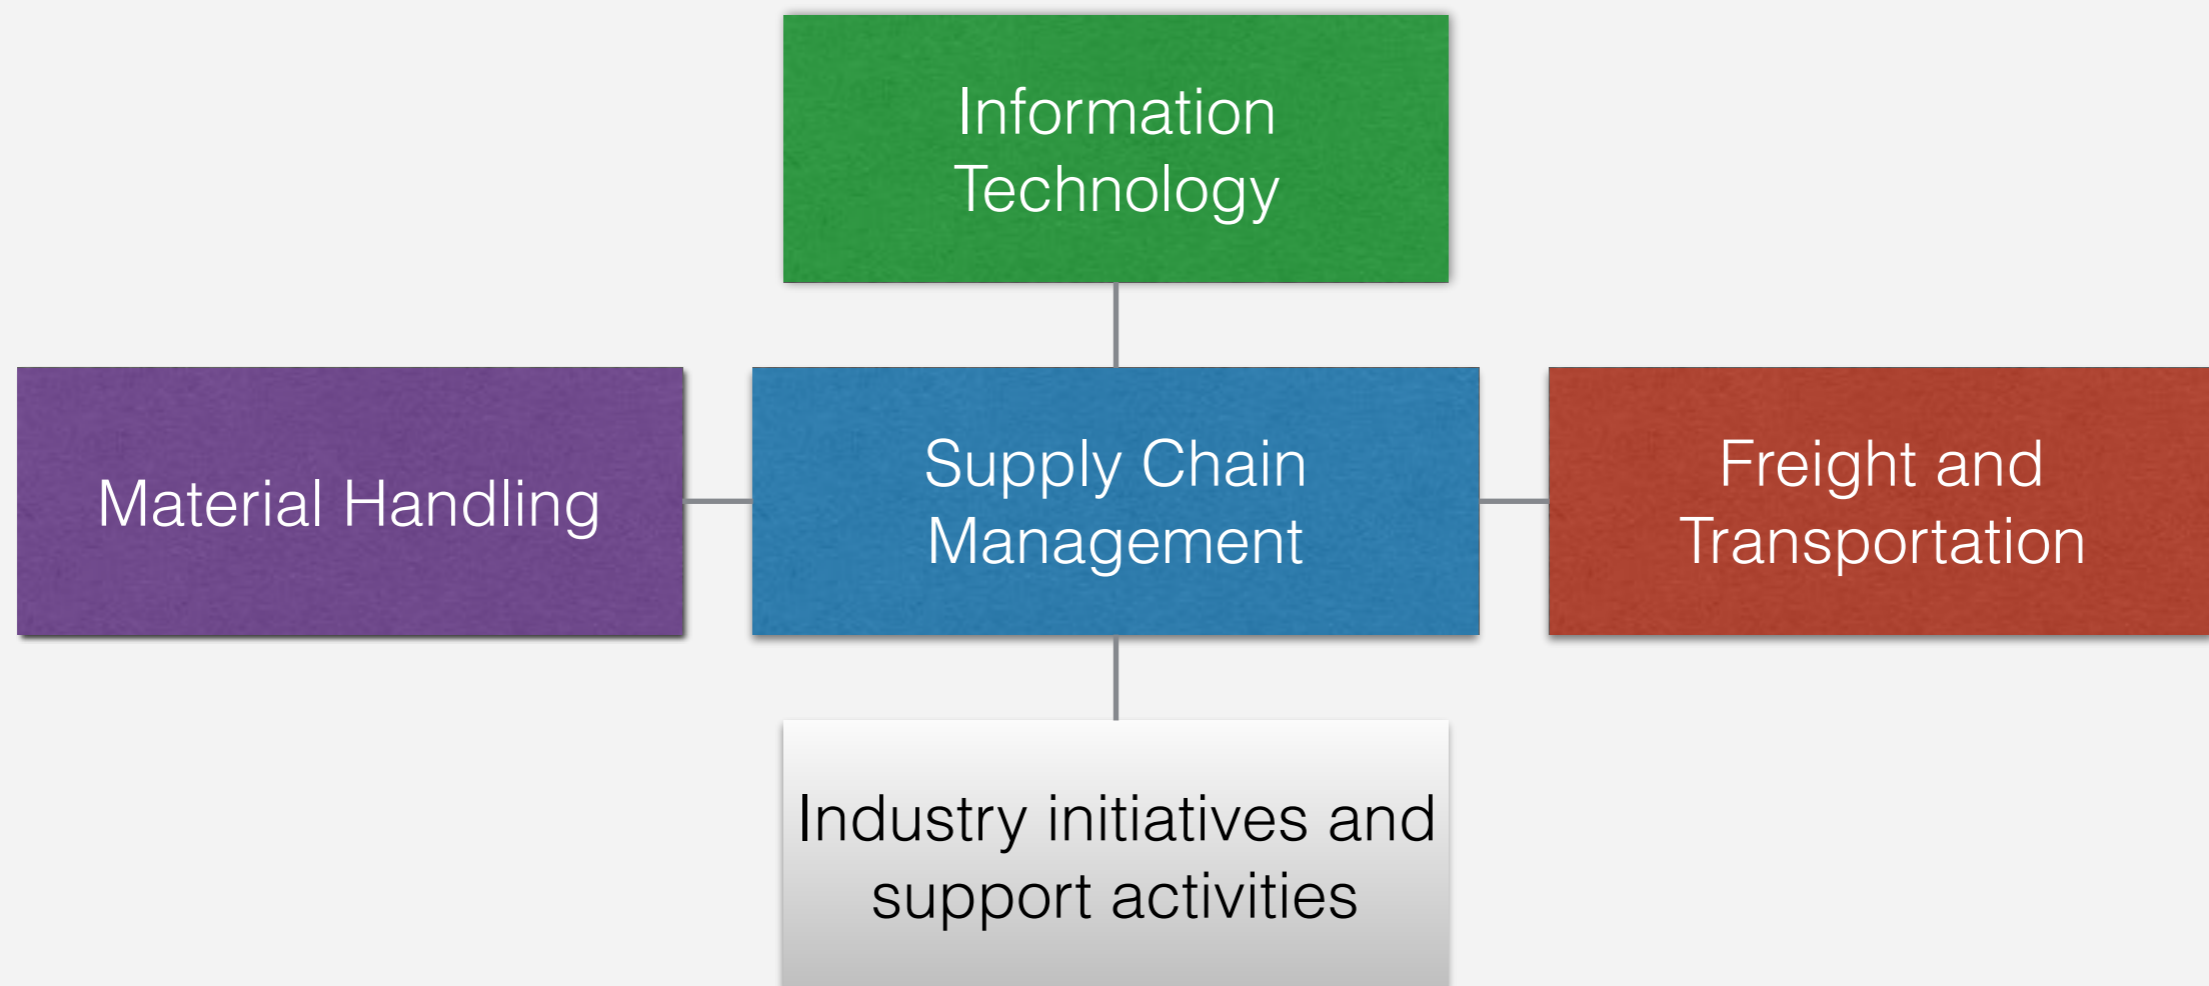 Information
Technology
Material Handling
Supply Chain
Management
Freight and
Transportation
Industry initiatives and
support activities